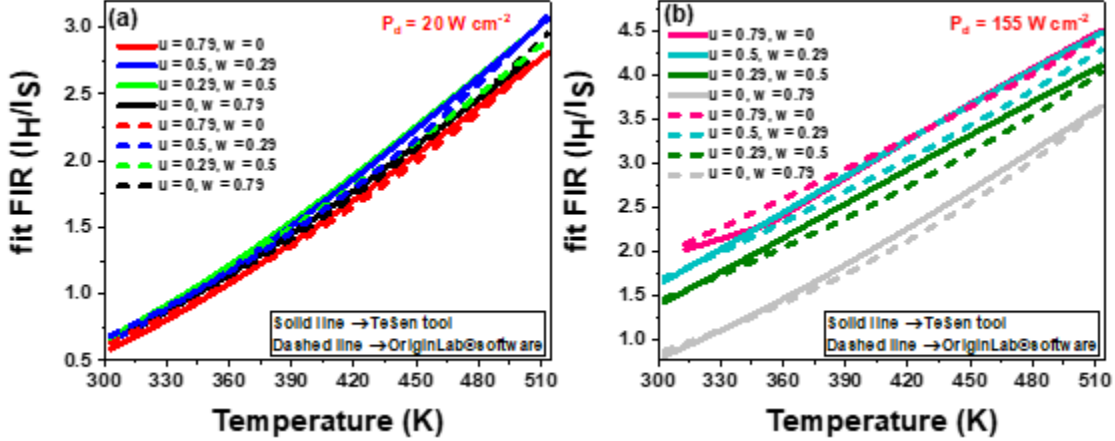 (a)
P_d = 20 W cm⁻²
u = 0.79, w = 0
u = 0.5, w = 0.29
u = 0.29, w = 0.5
u = 0, w = 0.79
u = 0.79, w = 0
u = 0.5, w = 0.29
u = 0.29, w = 0.5
u = 0, w = 0.79
Solid line →TeSen tool
Dashed line →OriginLab®software
fit FIR (I_H/I_S)
3.0
2.5
2.0
1.5
1.0
0.5
300 330 360 390 420 450 480 510
Temperature (K)
(b)
P_d = 155 W cm⁻²
u = 0.79, w = 0
u = 0.5, w = 0.29
u = 0.29, w = 0.5
u = 0, w = 0.79
u = 0.79, w = 0
u = 0.5, w = 0.29
u = 0.29, w = 0.5
u = 0, w = 0.79
Solid line →TeSen tool
Dashed line →OriginLab®software
fit FIR (I_H/I_S)
4.5
4.0
3.5
3.0
2.5
2.0
1.5
1.0
300 330 360 390 420 450 480 510
Temperature (K)